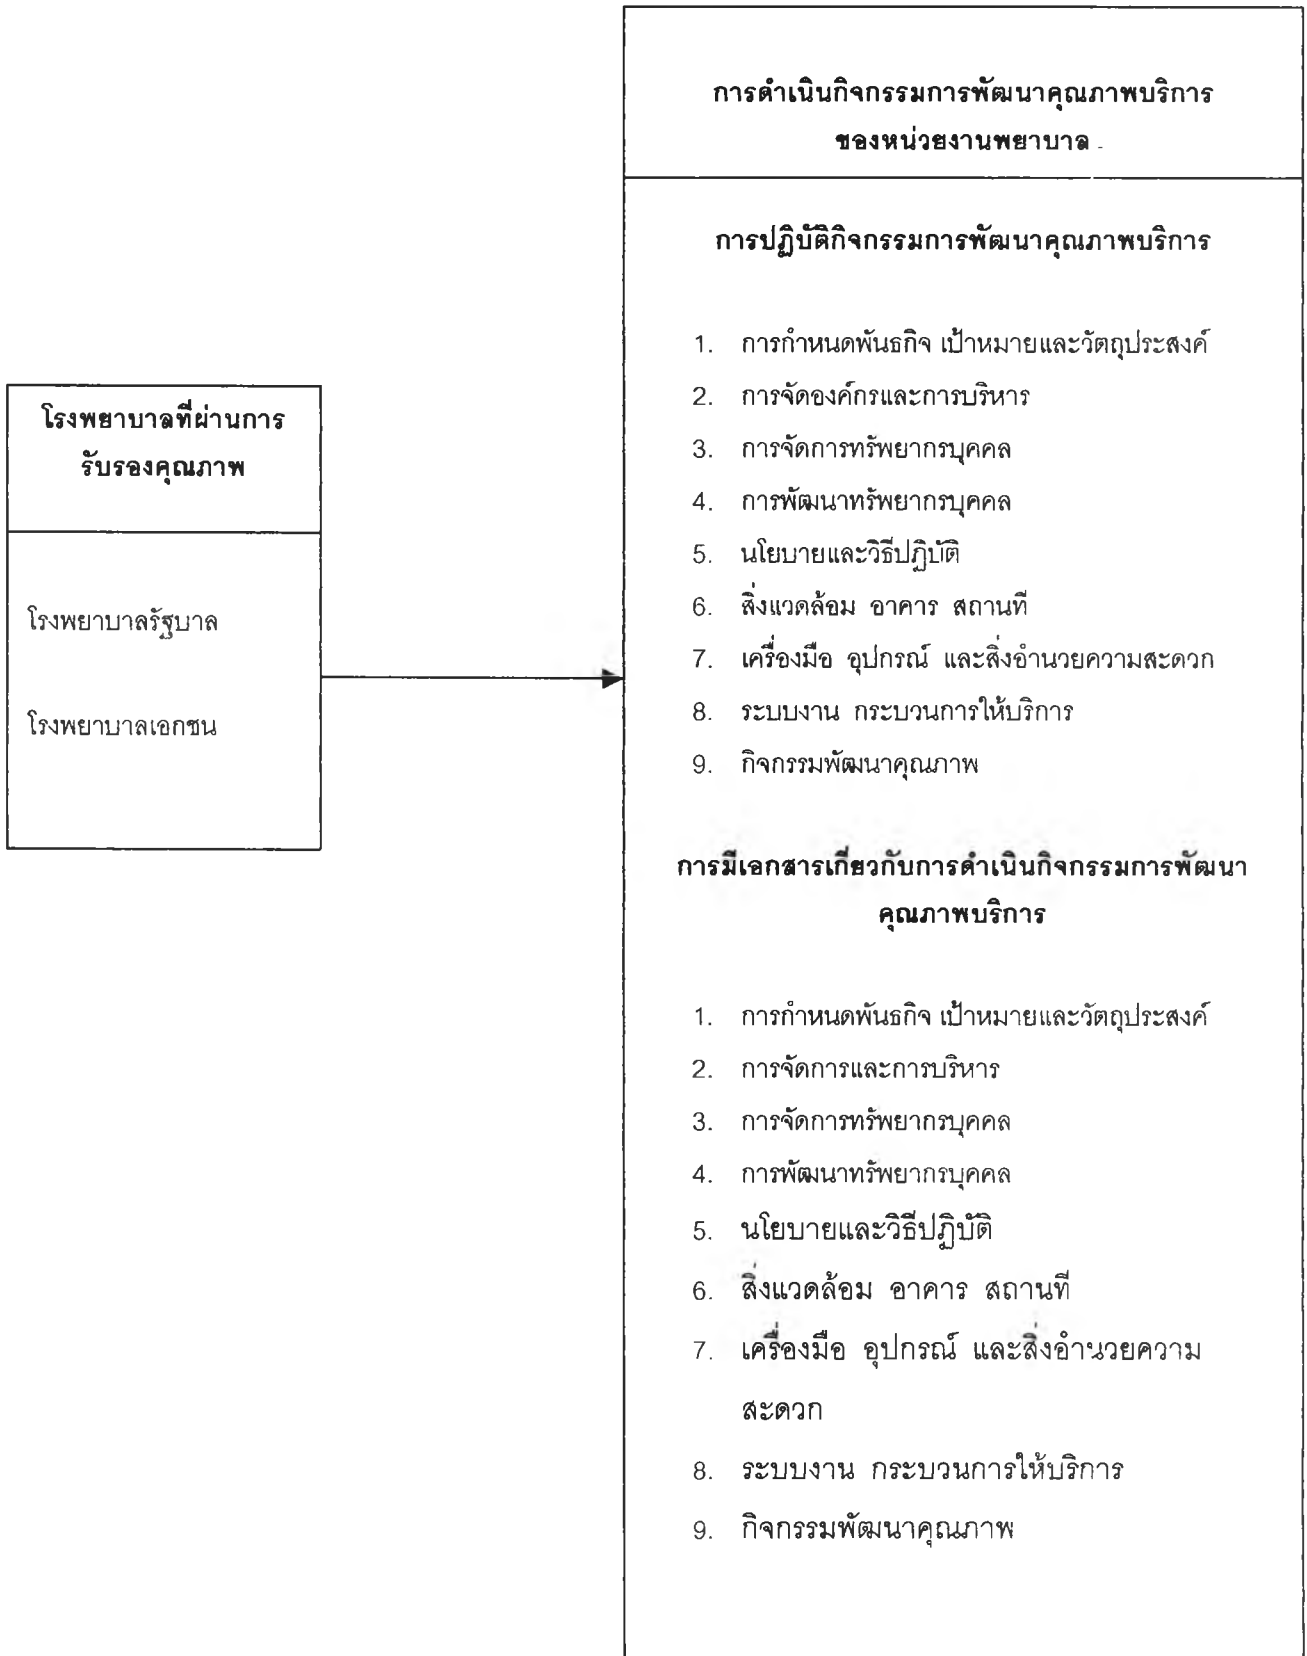 โรงพยาบาลที่ผ่านการ
รับรองคุณภาพ
โรงพยาบาลรัฐบาล
โรงพยาบาลเอกชน
การดำเนินกิจกรรมการพัฒนาคุณภาพบริการ
ของหน่วยงานพยาบาล
การปฏิบัติกิจกรรมการพัฒนาคุณภาพบริการ
1. การกำหนดพันธกิจ เป้าหมายและวัตถุประสงค์
2. การจัดองค์กรและการบริหาร
3. การจัดการทรัพยากรบุคคล
4. การพัฒนาทรัพยากรบุคคล
5. นโยบายและวิธีปฏิบัติ
6. สิ่งแวดล้อม อาคาร สถานที่
7. เครื่องมือ อุปกรณ์ และสิ่งอำนวยความสะดวก
8. ระบบงาน กระบวนการให้บริการ
9. กิจกรรมพัฒนาคุณภาพ
การมีเอกสารเกี่ยวกับการดำเนินกิจกรรมการพัฒนา
คุณภาพบริการ
1. การกำหนดพันธกิจ เป้าหมายและวัตถุประสงค์
2. การจัดการและการบริหาร
3. การจัดการทรัพยากรบุคคล
4. การพัฒนาทรัพยากรบุคคล
5. นโยบายและวิธีปฏิบัติ
6. สิ่งแวดล้อม อาคาร สถานที่
7. เครื่องมือ อุปกรณ์ และสิ่งอำนวยความ
สะดวก
8. ระบบงาน กระบวนการให้บริการ
9. กิจกรรมพัฒนาคุณภาพ